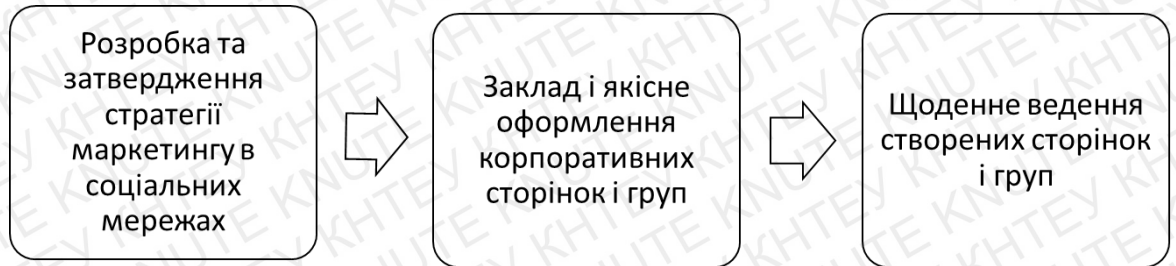 Розробка та
затвердження
стратегії
маркетингу в
соціальних
мережах
Заклад і якісне
оформлення
корпоративних
сторінок і груп
Щоденне ведення
створених сторінок
і груп